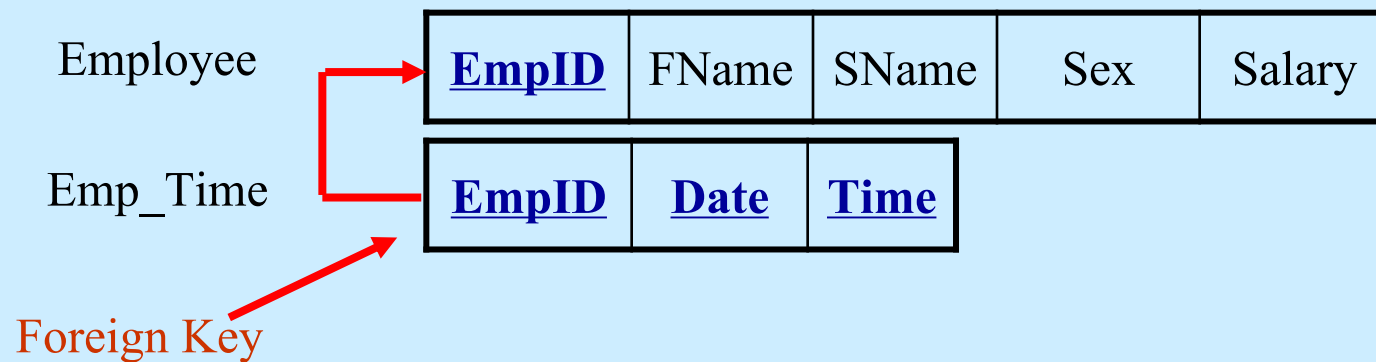 Employee EmpID FName SName Sex Salary
Emp_Time EmpID Date Time
Foreign Key